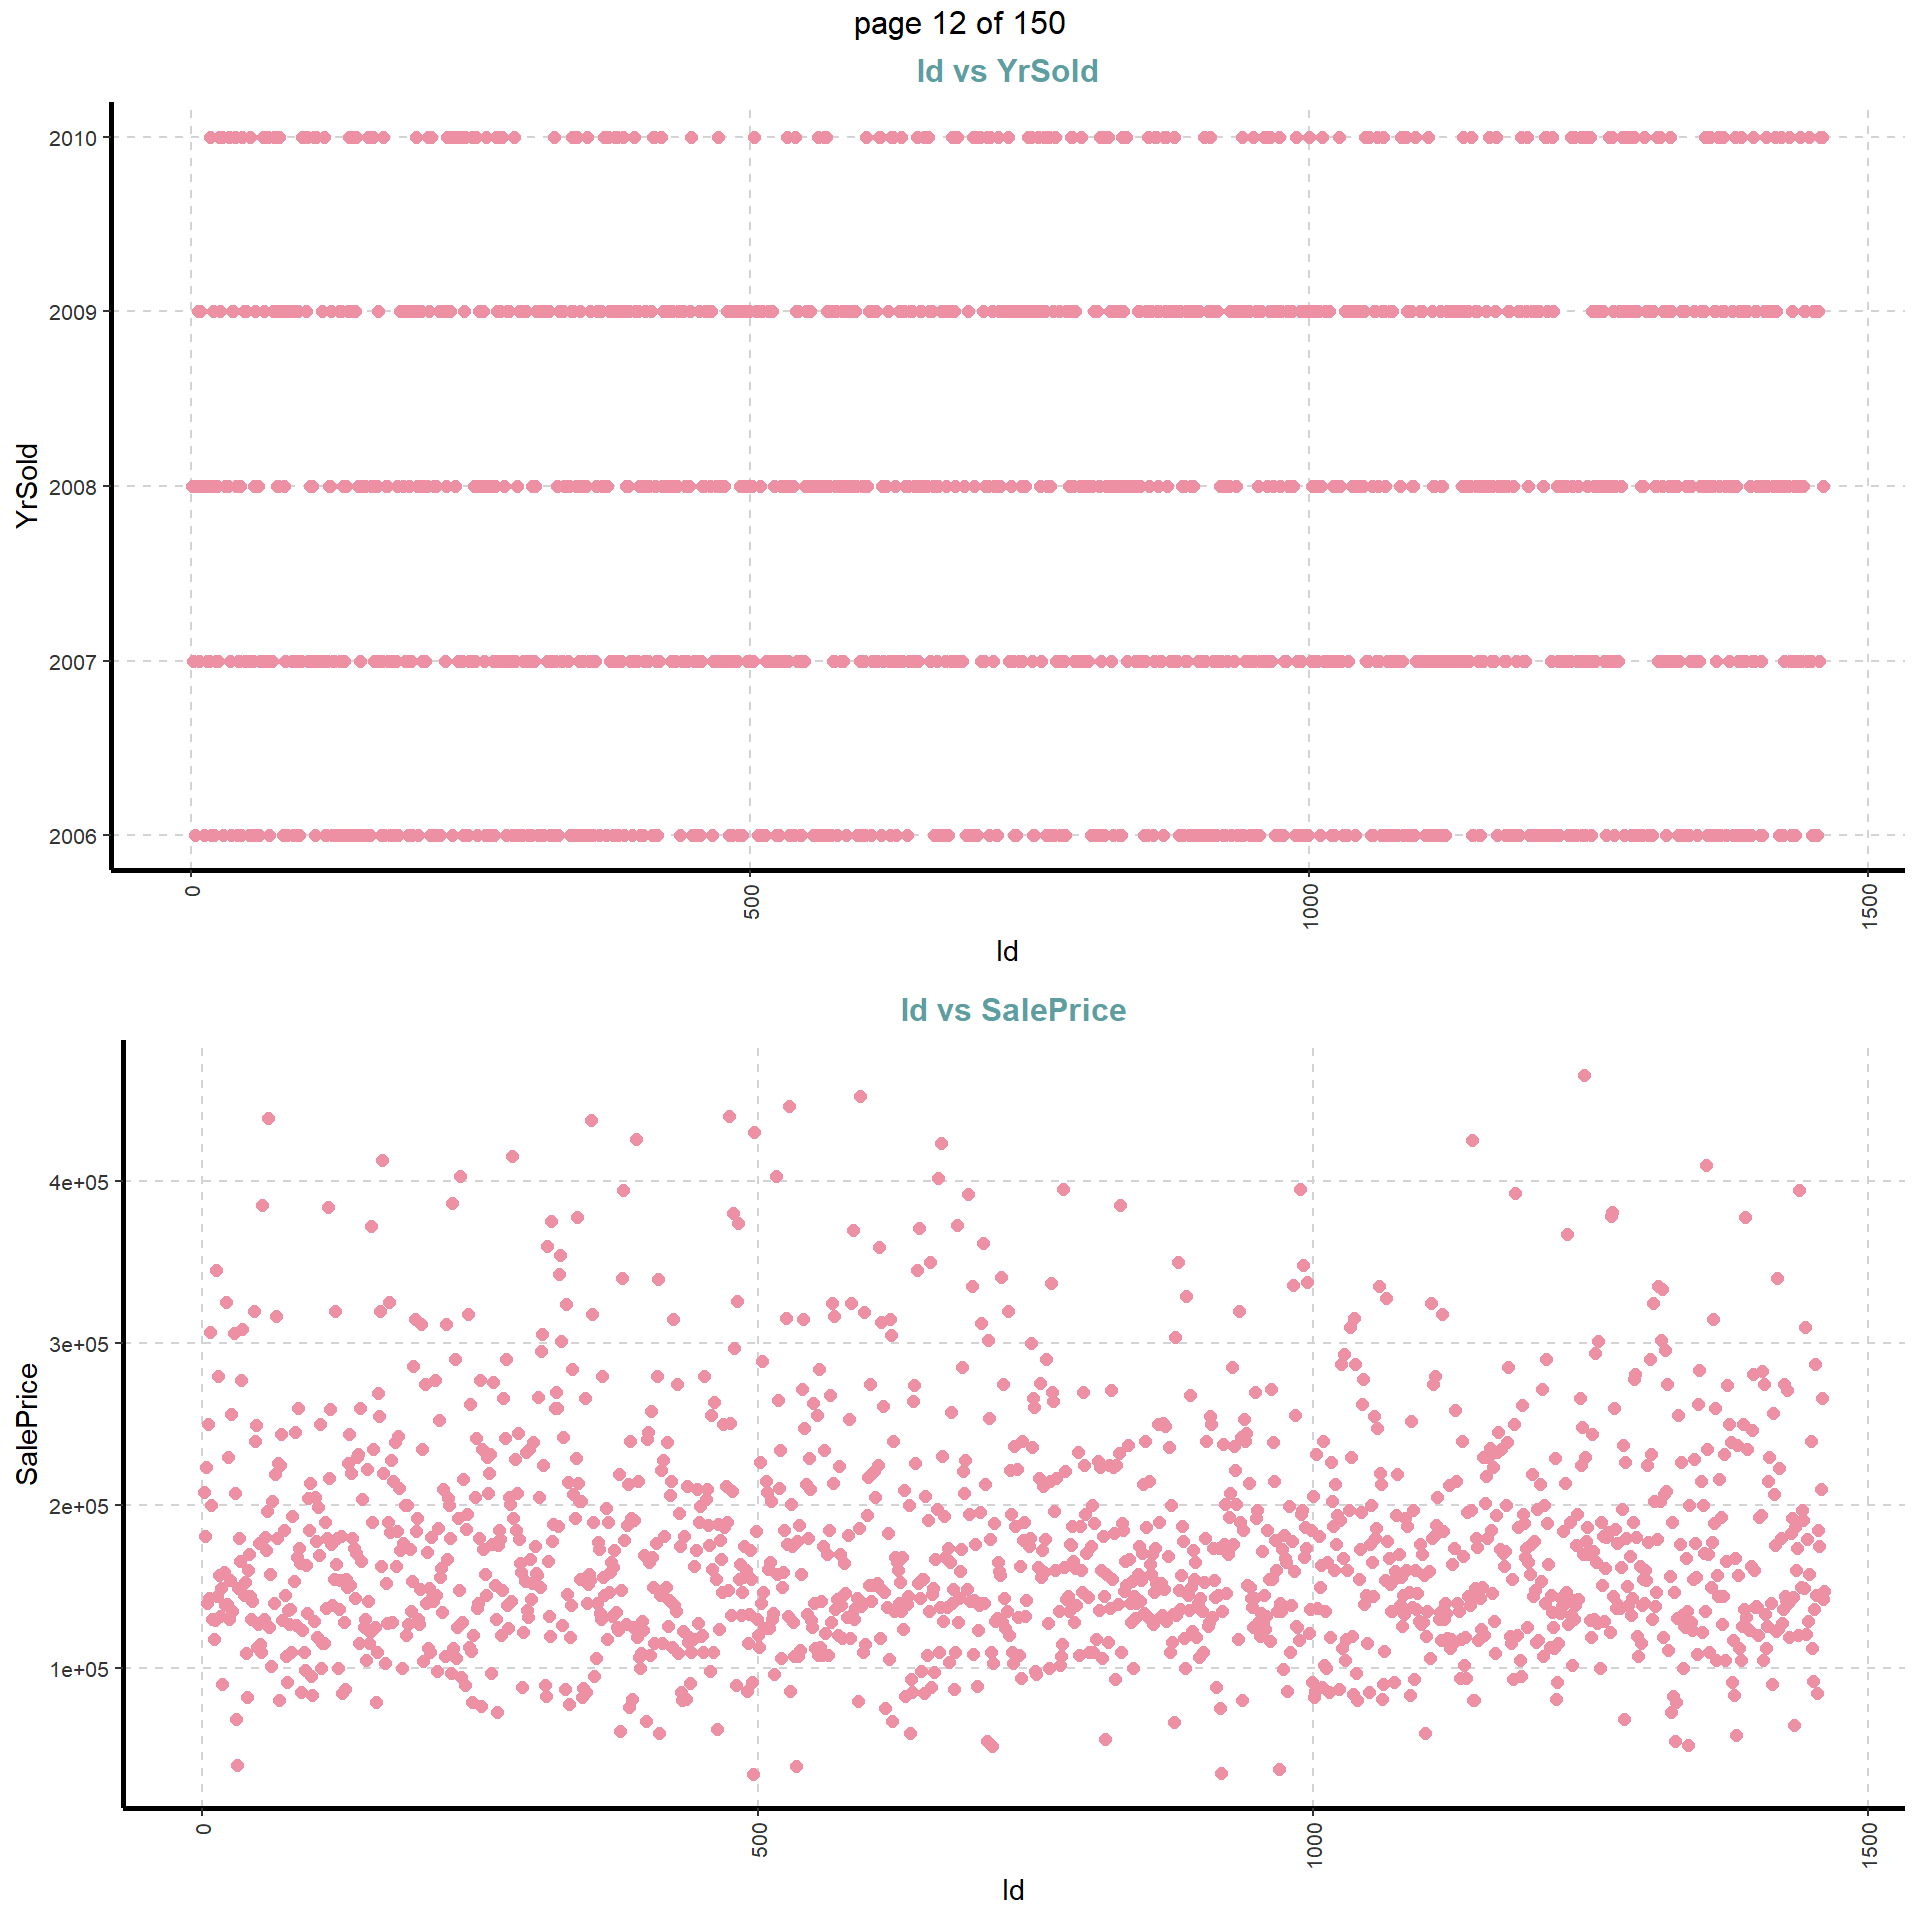 page 12 of 150
Id vs YrSold
2010
2009
2008
2007
2006
YrSold
0
500
1000
1500
Id
Id vs SalePrice
4e+05
3e+05
2e+05
1e+05
SalePrice
0
500
1000
1500
Id